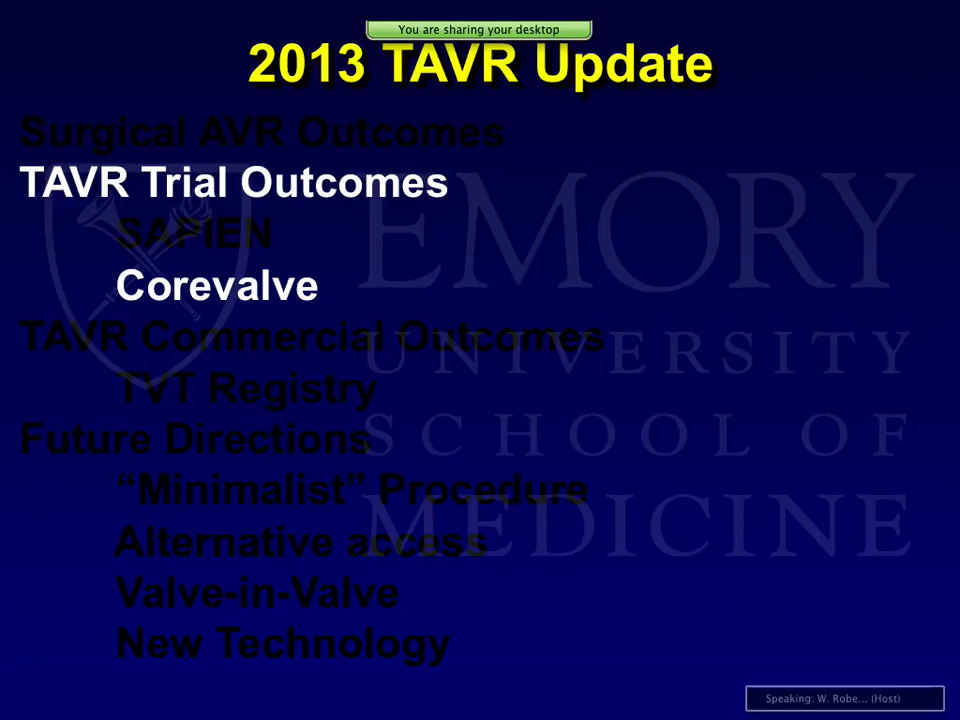 You are sharing your desktop
2013 TAVR Update
Surgical AVR Outcomes
TAVR Trial Outcomes
SAPIEN
Corevalve
TAVR Commercial Outcomes
TVT Registry
Future Directions
“Minimalist” Procedure
Alternative access
Valve-in-Valve
New Technology
EMORY
UNIVERSITY
SCHOOL OF
MEDICINE
Speaking: W. Robe... (Host)